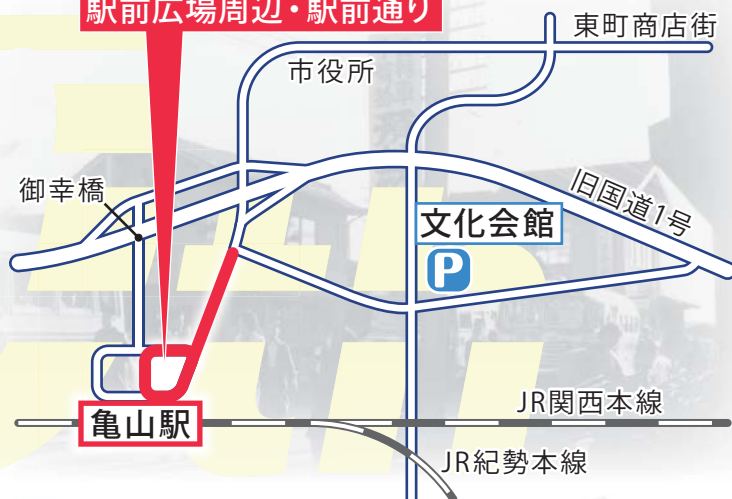 駅前広場周辺・駅前通り
東町商店街
市役所
御幸橋
旧国道1号
文化会館
P
JR関西本線
亀山駅
JR紀勢本線